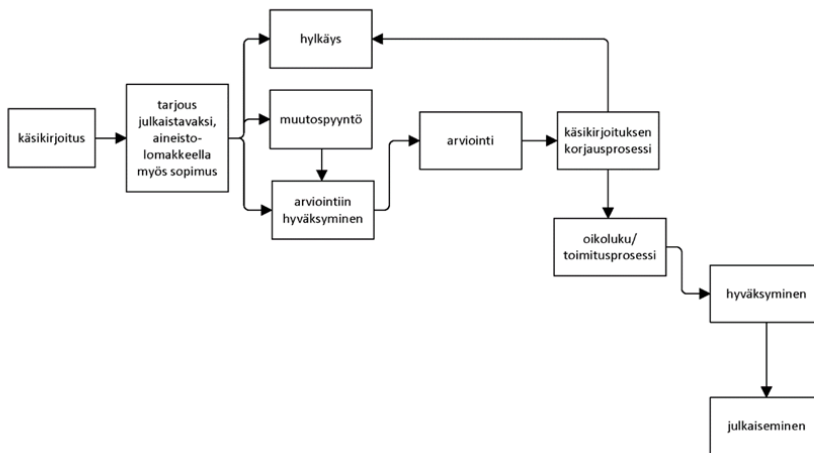 käsikirjoitus
tarjous
julkaistavaksi,
aineisto-
lomakkeella
myös sopimus
hylkäys
muutospyyntö
arviointiin
hyväksyminen
arviointi
käsikirjoituksen
korjausprosessi
oikoluku/
toimitusprosessi
hyväksyminen
julkaiseminen